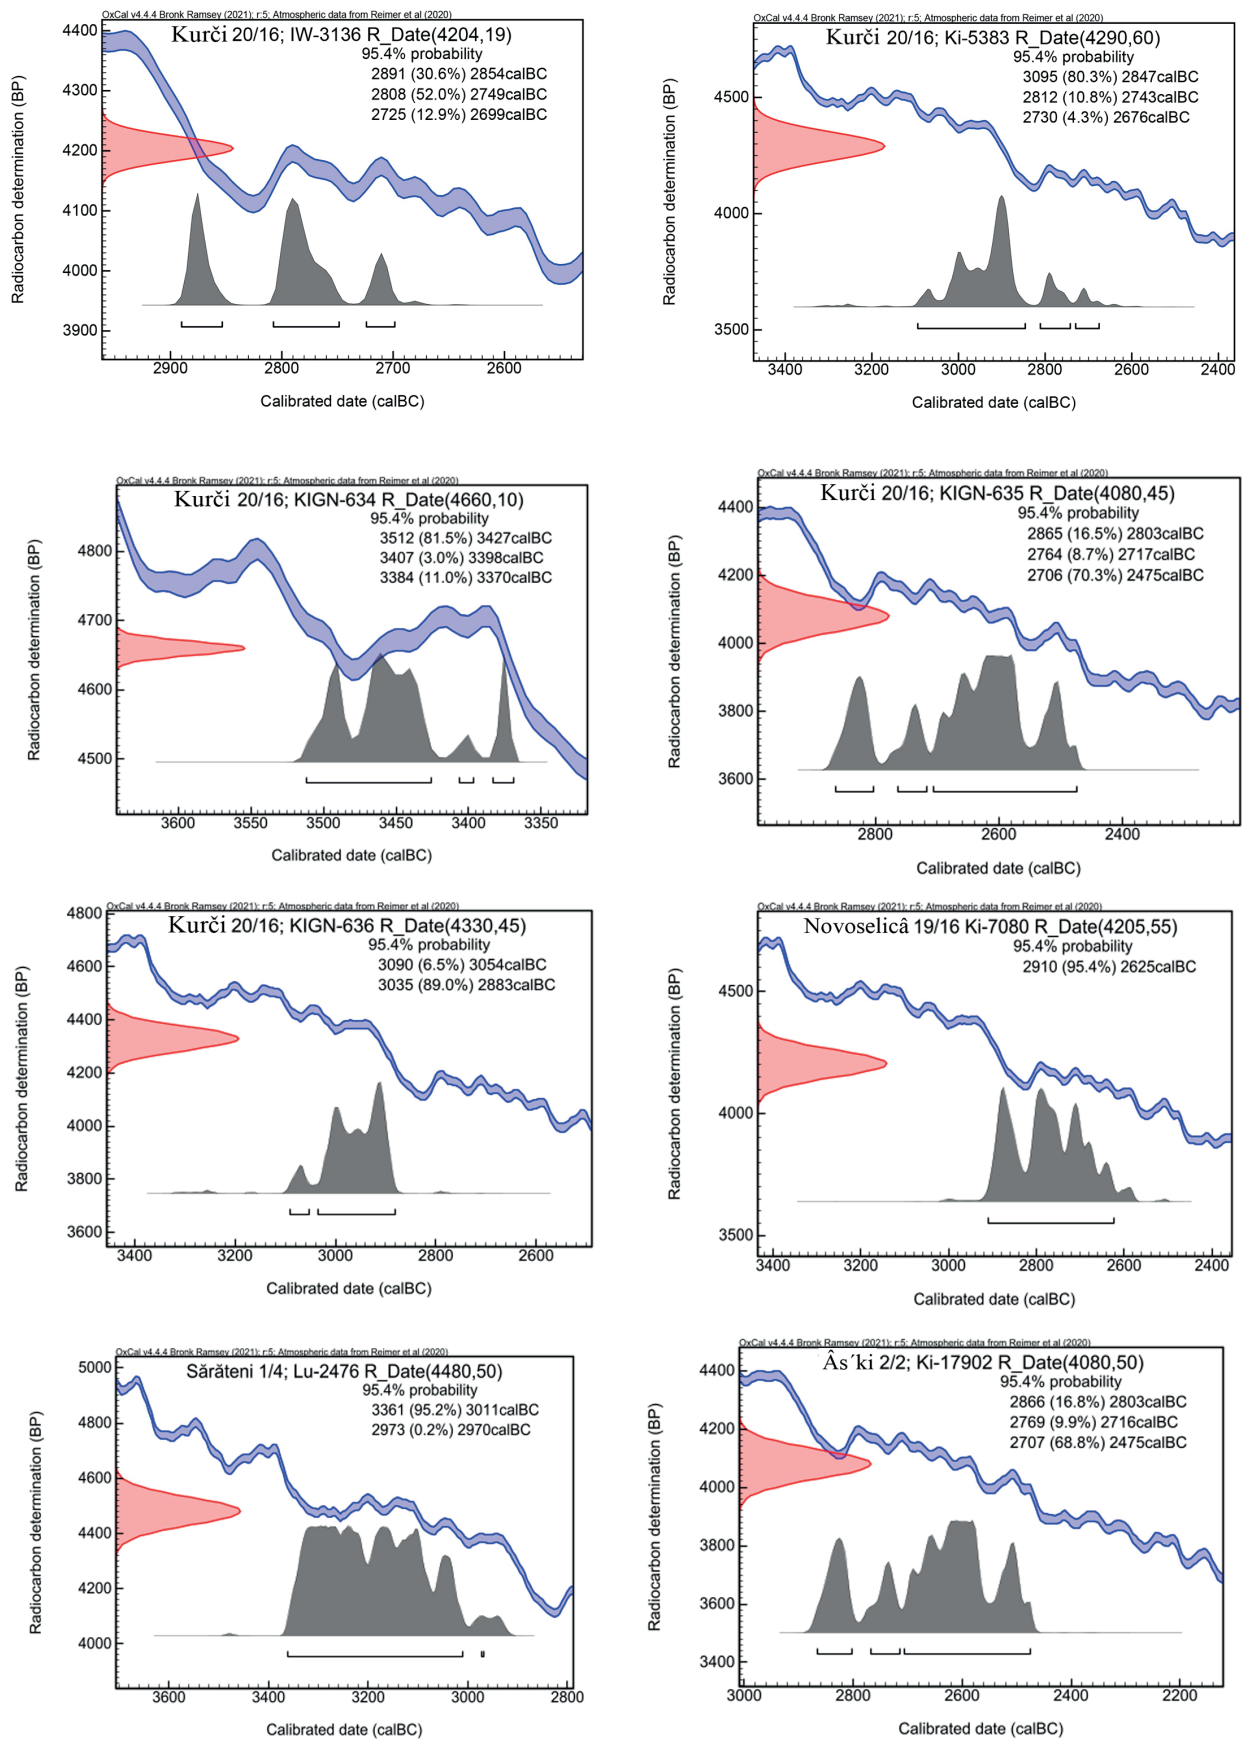 OxCal v4.4.4 Bronk Ramsey (2021); r:5; Atmospheric data from Reimer et al (2020)
Kurči 20/16; IW-3136 R_Date(4204,19)
95.4% probability
2891 (30.6%) 2854calBC
2808 (52.0%) 2749calBC
2725 (12.9%) 2699calBC
Radiocarbon determination (BP)
4400
4300
4200
4100
4000
3900
2900 2800 2700 2600
Calibrated date (calBC)
OxCal v4.4.4 Bronk Ramsey (2021); r:5; Atmospheric data from Reimer et al (2020)
Kurči 20/16; Ki-5383 R_Date(4290,60)
95.4% probability
3095 (80.3%) 2847calBC
2812 (10.8%) 2743calBC
2730 (4.3%) 2676calBC
Radiocarbon determination (BP)
4500
4000
3500
3400 3200 3000 2800 2600 2400
Calibrated date (calBC)
OxCal v4.4.4 Bronk Ramsey (2021); r:5; Atmospheric data from Reimer et al (2020)
Kurči 20/16; KIGN-634 R_Date(4660,10)
95.4% probability
3512 (81.5%) 3427calBC
3407 (3.0%) 3398calBC
3384 (11.0%) 3370calBC
Radiocarbon determination (BP)
4800
4700
4600
4500
3600 3550 3500 3450 3400 3350
Calibrated date (calBC)
OxCal v4.4.4 Bronk Ramsey (2021); r:5; Atmospheric data from Reimer et al (2020)
Kurči 20/16; KIGN-635 R_Date(4080,45)
95.4% probability
2865 (16.5%) 2803calBC
2764 (8.7%) 2717calBC
2706 (70.3%) 2475calBC
Radiocarbon determination (BP)
4400
4200
4000
3800
3600
2800 2600 2400
Calibrated date (calBC)
OxCal v4.4.4 Bronk Ramsey (2021); r:5; Atmospheric data from Reimer et al (2020)
Kurči 20/16; KIGN-636 R_Date(4330,45)
95.4% probability
3090 (6.5%) 3054calBC
3035 (89.0%) 2883calBC
Radiocarbon determination (BP)
4800
4600
4400
4200
4000
3800
3600
3400 3200 3000 2800 2600
Calibrated date (calBC)
OxCal v4.4.4 Bronk Ramsey (2021); r:5; Atmospheric data from Reimer et al (2020)
Novoselicâ 19/16 Ki-7080 R_Date(4205,55)
95.4% probability
2910 (95.4%) 2625calBC
Radiocarbon determination (BP)
4500
4000
3500
3400 3200 3000 2800 2600 2400
Calibrated date (calBC)
OxCal v4.4.4 Bronk Ramsey (2021); r:5; Atmospheric data from Reimer et al (2020)
Sărăteni 1/4; Lu-2476 R_Date(4480,50)
95.4% probability
3361 (95.2%) 3011calBC
2973 (0.2%) 2970calBC
Radiocarbon determination (BP)
5000
4800
4600
4400
4200
4000
3600 3400 3200 3000 2800
Calibrated date (calBC)
OxCal v4.4.4 Bronk Ramsey (2021); r:5; Atmospheric data from Reimer et al (2020)
Âs´ki 2/2; Ki-17902 R_Date(4080,50)
95.4% probability
2866 (16.8%) 2803calBC
2769 (9.9%) 2716calBC
2707 (68.8%) 2475calBC
Radiocarbon determination (BP)
4400
4200
4000
3800
3600
3400
3000 2800 2600 2400 2200
Calibrated date (calBC)